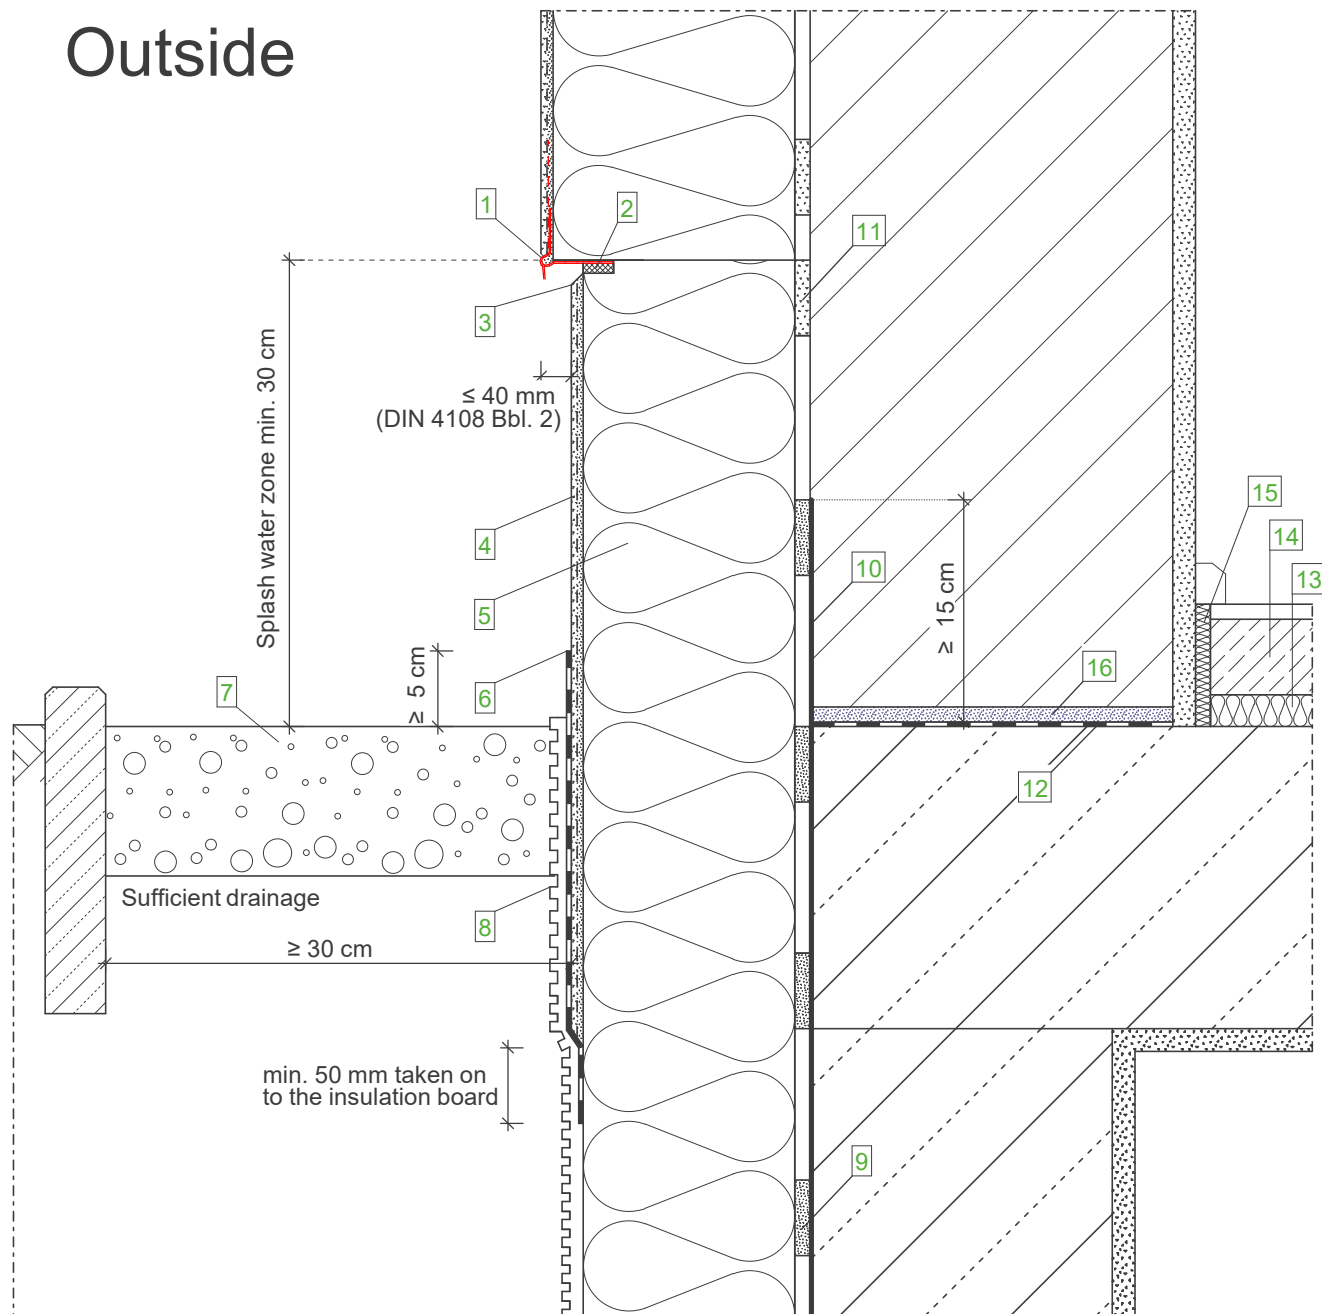 Outside
1
2
11
3
≤ 40 mm
(DIN 4108 Bbl. 2)
Splash water zone min. 30 cm
15
14
4
10
13
5
≥ 15 cm
≥ 5 cm
6
7
16
12
Sufficient drainage
8
≥ 30 cm
min. 50 mm taken on
to the insulation board
9